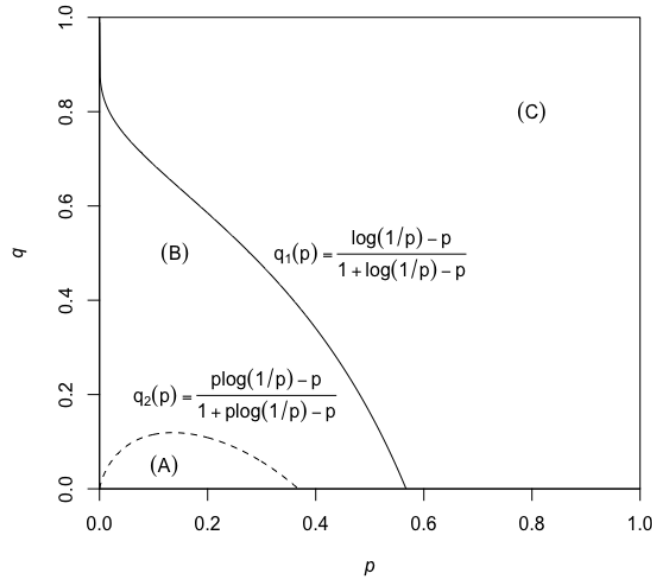 1.0
0.8
0.6
0.4
0.2
0.0
q
(C)
(B)
q₁(p) = (log(1/p) − p) / (1 + log(1/p) − p)
q₂(p) = (plog(1/p) − p) / (1 + plog(1/p) − p)
(A)
0.0 0.2 0.4 0.6 0.8 1.0
p